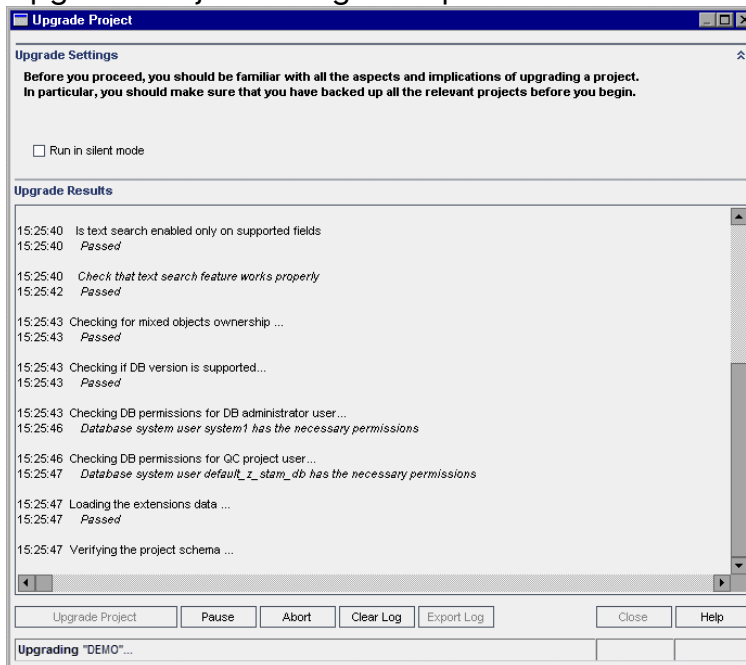 Upgrade Project
Upgrade Settings
Before you proceed, you should be familiar with all the aspects and implications of upgrading a project.
In particular, you should make sure that you have backed up all the relevant projects before you begin.
Run in silent mode
Upgrade Results
15:25:40 Is text search enabled only on supported fields
15:25:40 Passed
15:25:40 Check that text search feature works properly
15:25:42 Passed
15:25:43 Checking for mixed objects ownership ...
15:25:43 Passed
15:25:43 Checking if DB version is supported...
15:25:43 Passed
15:25:43 Checking DB permissions for DB administrator user...
15:25:46 Database system user system1 has the necessary permissions
15:25:46 Checking DB permissions for QC project user...
15:25:47 Database system user default_z_stam_db has the necessary permissions
15:25:47 Loading the extensions data ...
15:25:47 Passed
15:25:47 Verifying the project schema ...
Upgrade Project Pause Abort Clear Log Export Log Close Help
Upgrading "DEMO"...